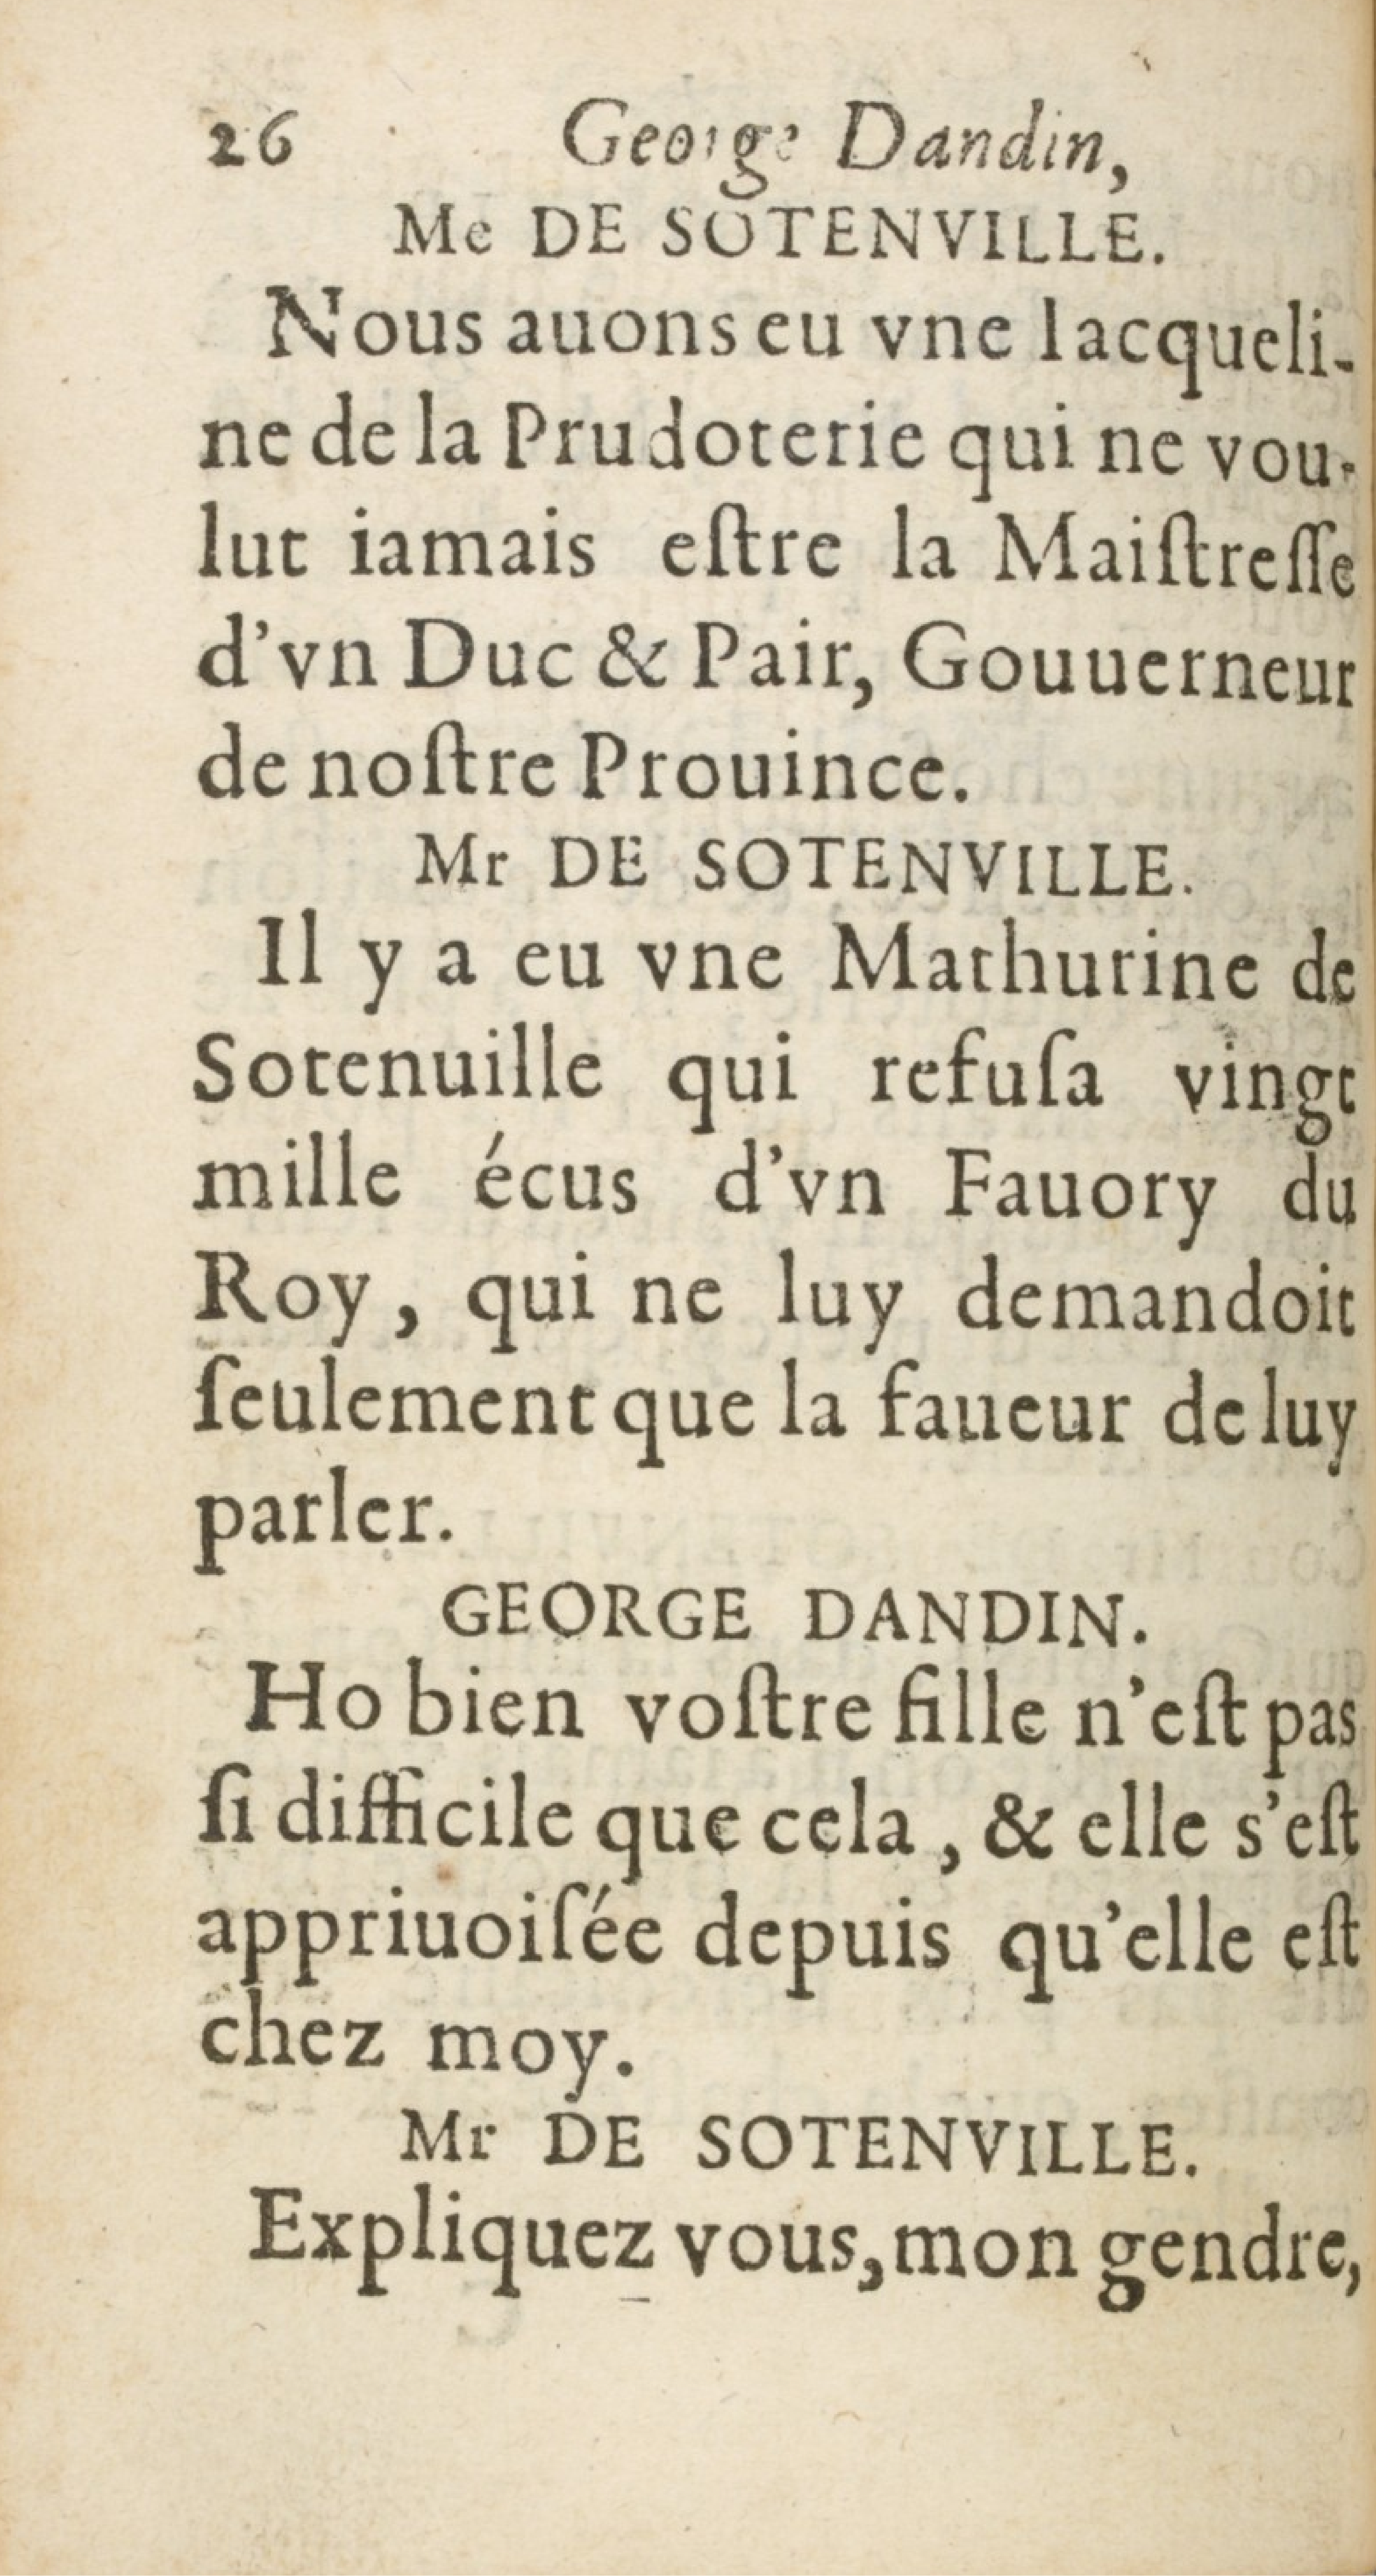 26 George Dandin,
Me DE SOTENVILLE.
Nous auons eu vne Iacqueli-
ne de la Prudoterie qui ne vou-
lut iamais eſtre la Maiſtreſſe
d'vn Duc & Pair, Gouuerneur
de noſtre Prouince.
Mr DE SOTENVILLE.
Il y a eu vne Mathurine de
Sotenuille qui refuſa vingt
mille écus d'vn Fauory du
Roy, qui ne luy demandoit
ſeulement que la faueur de luy
parler.
GEORGE DANDIN.
Ho bien voſtre fille n'eſt pas
ſi difficile que cela, & elle s'eſt
appriuoiſée depuis qu'elle eſt
chez moy.
Mr DE SOTENVILLE.
Expliquez vous, mon gendre,